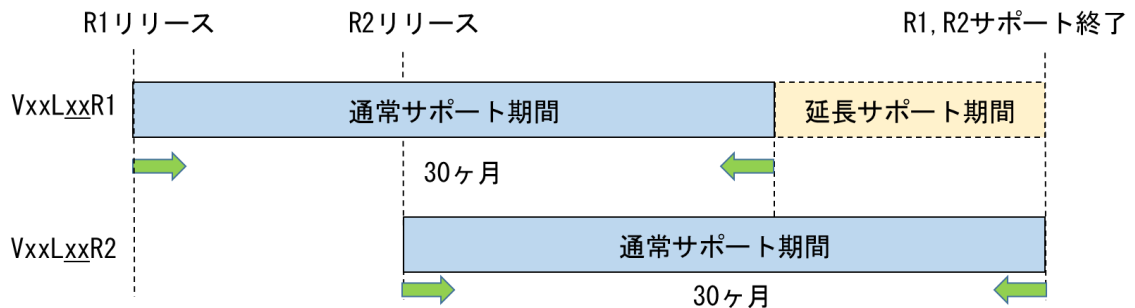 R1リリース R2リリース R1, R2サポート終了
VxxLxxR1 通常サポート期間 延長サポート期間
30ヶ月
VxxLxxR2 通常サポート期間
30ヶ月